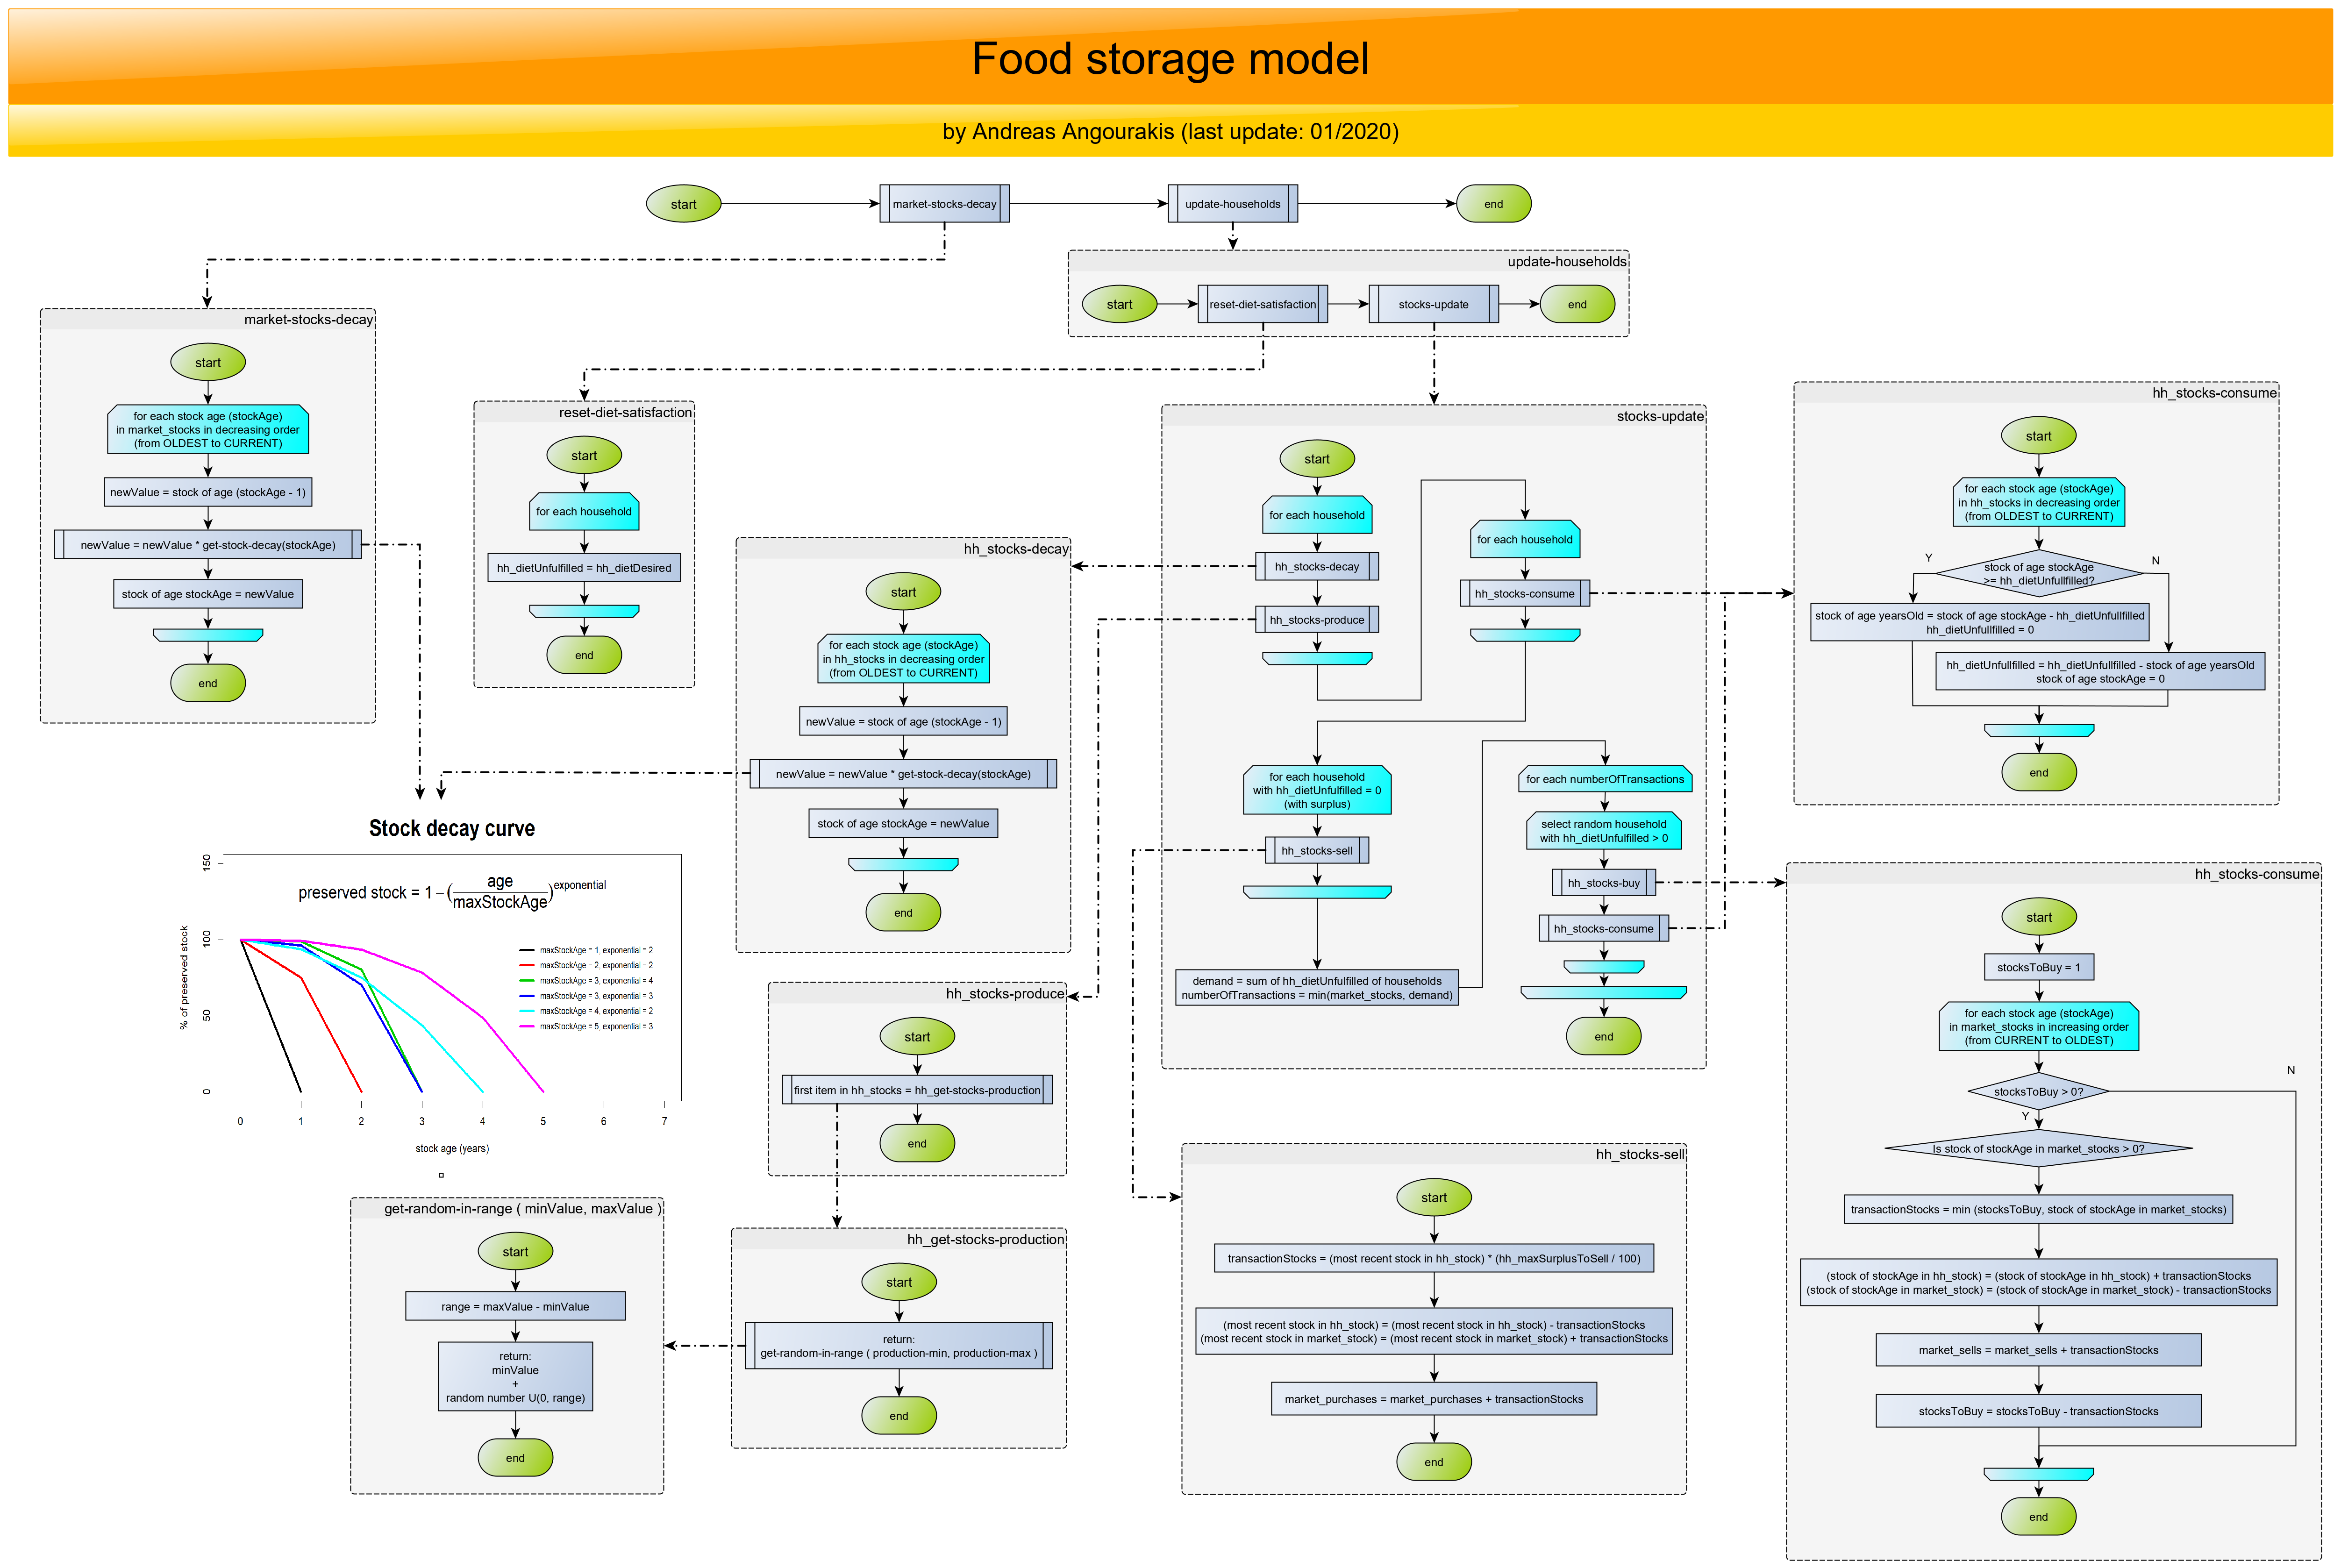 Food storage model
by Andreas Angourakis (last update: 01/2020)
start
market-stocks-decay
update-households
end
update-households
start
reset-diet-satisfaction
stocks-update
end
market-stocks-decay
start
for each stock age (stockAge)
in market_stocks in decreasing order
(from OLDEST to CURRENT)
newValue = stock of age (stockAge - 1)
newValue = newValue * get-stock-decay(stockAge)
stock of age stockAge = newValue
end
reset-diet-satisfaction
start
for each household
hh_dietUnfulfilled = hh_dietDesired
end
hh_stocks-decay
start
for each stock age (stockAge)
in hh_stocks in decreasing order
(from OLDEST to CURRENT)
newValue = stock of age (stockAge - 1)
newValue = newValue * get-stock-decay(stockAge)
stock of age stockAge = newValue
end
stocks-update
start
for each household
hh_stocks-decay
hh_stocks-produce
for each household
hh_stocks-consume
for each household
with hh_dietUnfulfilled = 0
(with surplus)
hh_stocks-sell
demand = sum of hh_dietUnfulfilled of households
numberOfTransactions = min(market_stocks, demand)
for each numberOfTransactions
select random household
with hh_dietUnfulfilled > 0
hh_stocks-buy
hh_stocks-consume
end
hh_stocks-consume
start
for each stock age (stockAge)
in hh_stocks in decreasing order
(from OLDEST to CURRENT)
Y
stock of age stockAge
>= hh_dietUnfullfilled?
N
stock of age yearsOld = stock of age stockAge - hh_dietUnfullfilled
hh_dietUnfullfilled = 0
hh_dietUnfullfilled = hh_dietUnfullfilled - stock of age yearsOld
stock of age stockAge = 0
end
hh_stocks-consume
start
stocksToBuy = 1
for each stock age (stockAge)
in market_stocks in increasing order
(from CURRENT to OLDEST)
N
stocksToBuy > 0?
Y
Is stock of stockAge in market_stocks > 0?
transactionStocks = min (stocksToBuy, stock of stockAge in market_stocks)
(stock of stockAge in hh_stock) = (stock of stockAge in hh_stock) + transactionStocks
(stock of stockAge in market_stock) = (stock of stockAge in market_stock) - transactionStocks
market_sells = market_sells + transactionStocks
stocksToBuy = stocksToBuy - transactionStocks
end
Stock decay curve
preserved stock = 1 − (age/maxStockAge)^exponential
% of preserved stock
150
100
50
0
maxStockAge = 1, exponential = 2
maxStockAge = 2, exponential = 2
maxStockAge = 3, exponential = 4
maxStockAge = 3, exponential = 3
maxStockAge = 4, exponential = 2
maxStockAge = 5, exponential = 3
0 1 2 3 4 5 6 7
stock age (years)
hh_stocks-produce
start
first item in hh_stocks = hh_get-stocks-production
end
get-random-in-range ( minValue, maxValue )
start
range = maxValue - minValue
return:
minValue
+
random number U(0, range)
end
hh_get-stocks-production
start
return:
get-random-in-range ( production-min, production-max )
end
hh_stocks-sell
start
transactionStocks = (most recent stock in hh_stock) * (hh_maxSurplusToSell / 100)
(most recent stock in hh_stock) = (most recent stock in hh_stock) - transactionStocks
(most recent stock in market_stock) = (most recent stock in market_stock) + transactionStocks
market_purchases = market_purchases + transactionStocks
end